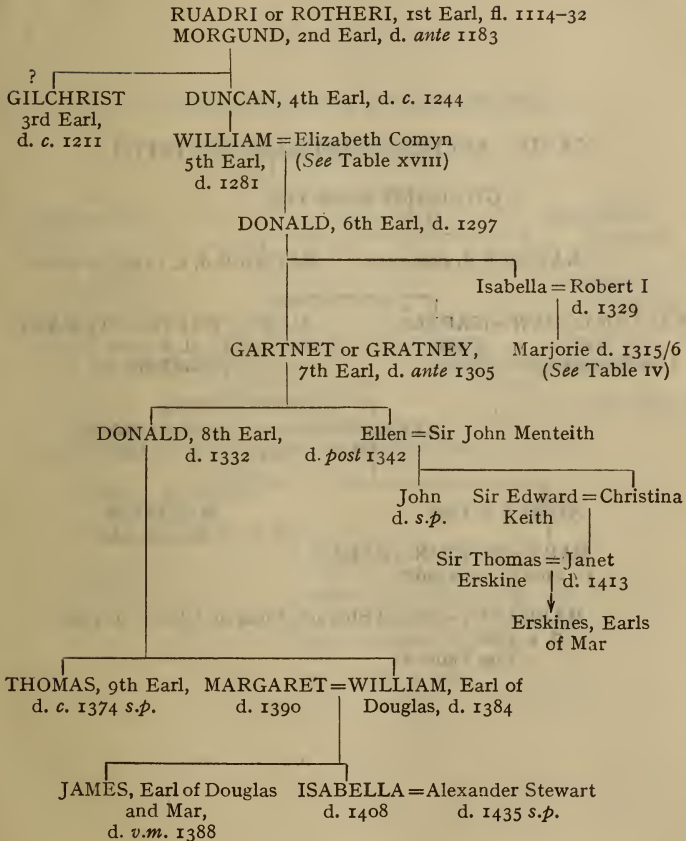 RUADRI or ROTHERI, 1st Earl, fl. 1114–32
MORGUND, 2nd Earl, d. ante 1183
?
GILCHRIST DUNCAN, 4th Earl, d. c. 1244
3rd Earl,
d. c. 1211
WILLIAM = Elizabeth Comyn
5th Earl, (See Table xviii)
d. 1281
DONALD, 6th Earl, d. 1297
Isabella = Robert I
d. 1329
GARTNET or GRATNEY, Marjorie d. 1315/6
7th Earl, d. ante 1305 (See Table iv)
DONALD, 8th Earl, Ellen = Sir John Menteith
d. 1332 d. post 1342
John Sir Edward = Christina
d. s.p. Keith
Sir Thomas = Janet
Erskine d. 1413
Erskines, Earls
of Mar
THOMAS, 9th Earl, MARGARET = WILLIAM, Earl of
d. c. 1374 s.p. d. 1390 Douglas, d. 1384
JAMES, Earl of Douglas ISABELLA = Alexander Stewart
and Mar, d. 1408 d. 1435 s.p.
d. v.m. 1388